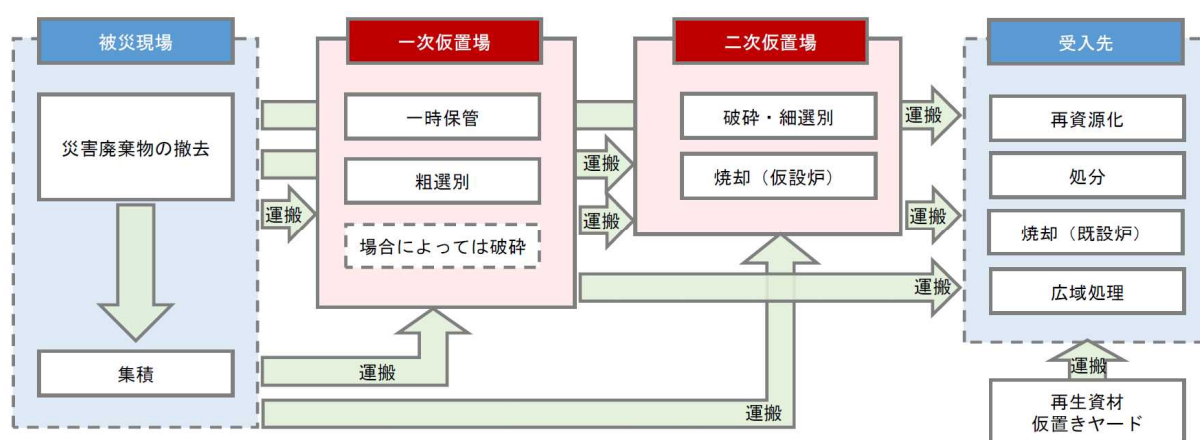 被災現場
災害廃棄物の撤去
集積
一次仮置場
一時保管
粗選別
場合によっては破砕
二次仮置場
破砕・細選別
焼却（仮設炉）
受入先
再資源化
処分
焼却（既設炉）
広域処理
運搬
運搬
運搬
運搬
運搬
運搬
運搬
運搬
運搬
再生資材
仮置きヤード